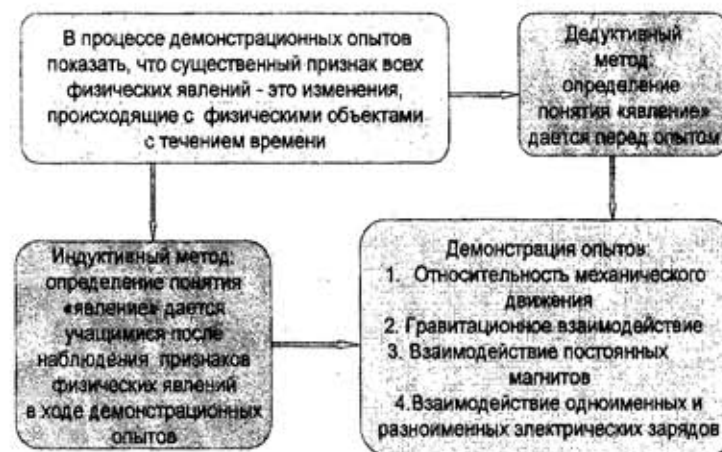 В процессе демонстрационных опытов
показать, что существенный признак всех
физических явлений - это изменения,
происходящие с физическими объектами
с течением времени
Дедуктивный
метод:
определение
понятия «явление»
дается перед опытом
Индуктивный метод:
определение понятия
«явление» дается
учащимися после
наблюдения признаков
физических явлений
в ходе демонстрационных
опытов
Демонстрация опытов:
1. Относительность механического
движения
2. Гравитационное взаимодействие
3. Взаимодействие постоянных
магнитов
4.Взаимодействие одноименных и
разноименных электрических зарядов